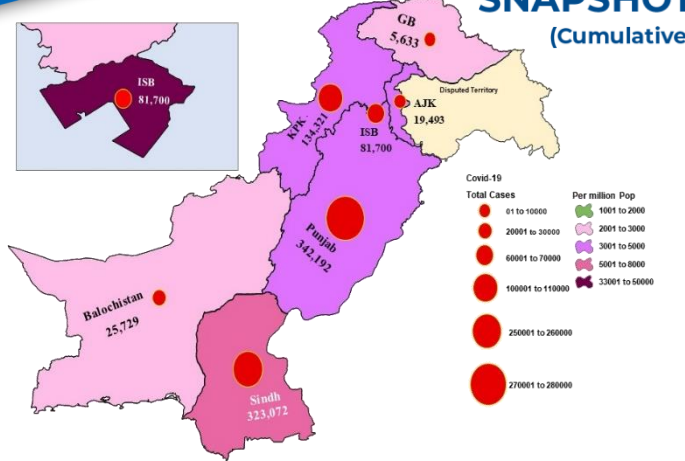 SNAPSHOT
(Cumulative
GB
5,633
ISB
81,700
Disputed Territory
AJK
19,493
KPK
134,321
ISB
81,700
Punjab
342,192
Balochistan
25,729
Sindh
323,072
Covid-19
Total Cases
01 to 10000
20001 to 30000
60001 to 70000
100001 to 110000
250001 to 260000
270001 to 280000
Per million Pop
1001 to 2000
2001 to 3000
3001 to 5000
5001 to 8000
33001 to 50000